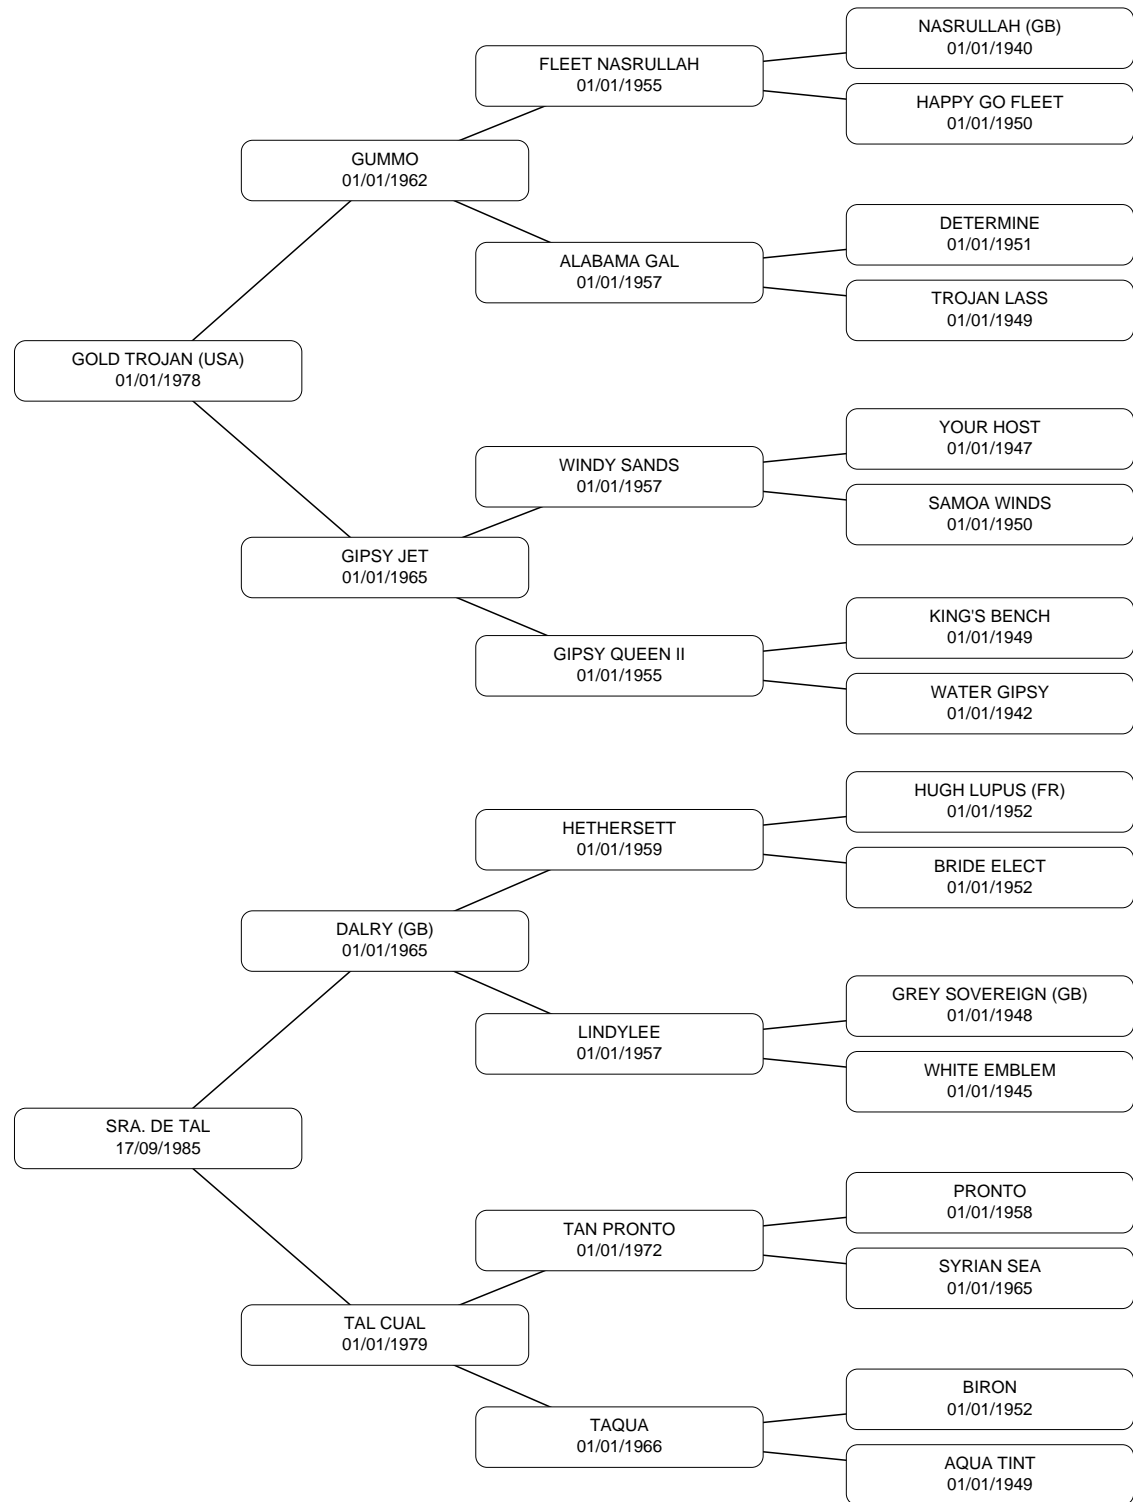 NASRULLAH (GB)
01/01/1940
FLEET NASRULLAH
01/01/1955
HAPPY GO FLEET
01/01/1950
GUMMO
01/01/1962
DETERMINE
01/01/1951
ALABAMA GAL
01/01/1957
TROJAN LASS
01/01/1949
GOLD TROJAN (USA)
01/01/1978
YOUR HOST
01/01/1947
WINDY SANDS
01/01/1957
SAMOA WINDS
01/01/1950
GIPSY JET
01/01/1965
KING'S BENCH
01/01/1949
GIPSY QUEEN II
01/01/1955
WATER GIPSY
01/01/1942
HUGH LUPUS (FR)
01/01/1952
HETHERSETT
01/01/1959
BRIDE ELECT
01/01/1952
DALRY (GB)
01/01/1965
GREY SOVEREIGN (GB)
01/01/1948
LINDYLEE
01/01/1957
WHITE EMBLEM
01/01/1945
SRA. DE TAL
17/09/1985
PRONTO
01/01/1958
TAN PRONTO
01/01/1972
SYRIAN SEA
01/01/1965
TAL CUAL
01/01/1979
BIRON
01/01/1952
TAQUA
01/01/1966
AQUA TINT
01/01/1949